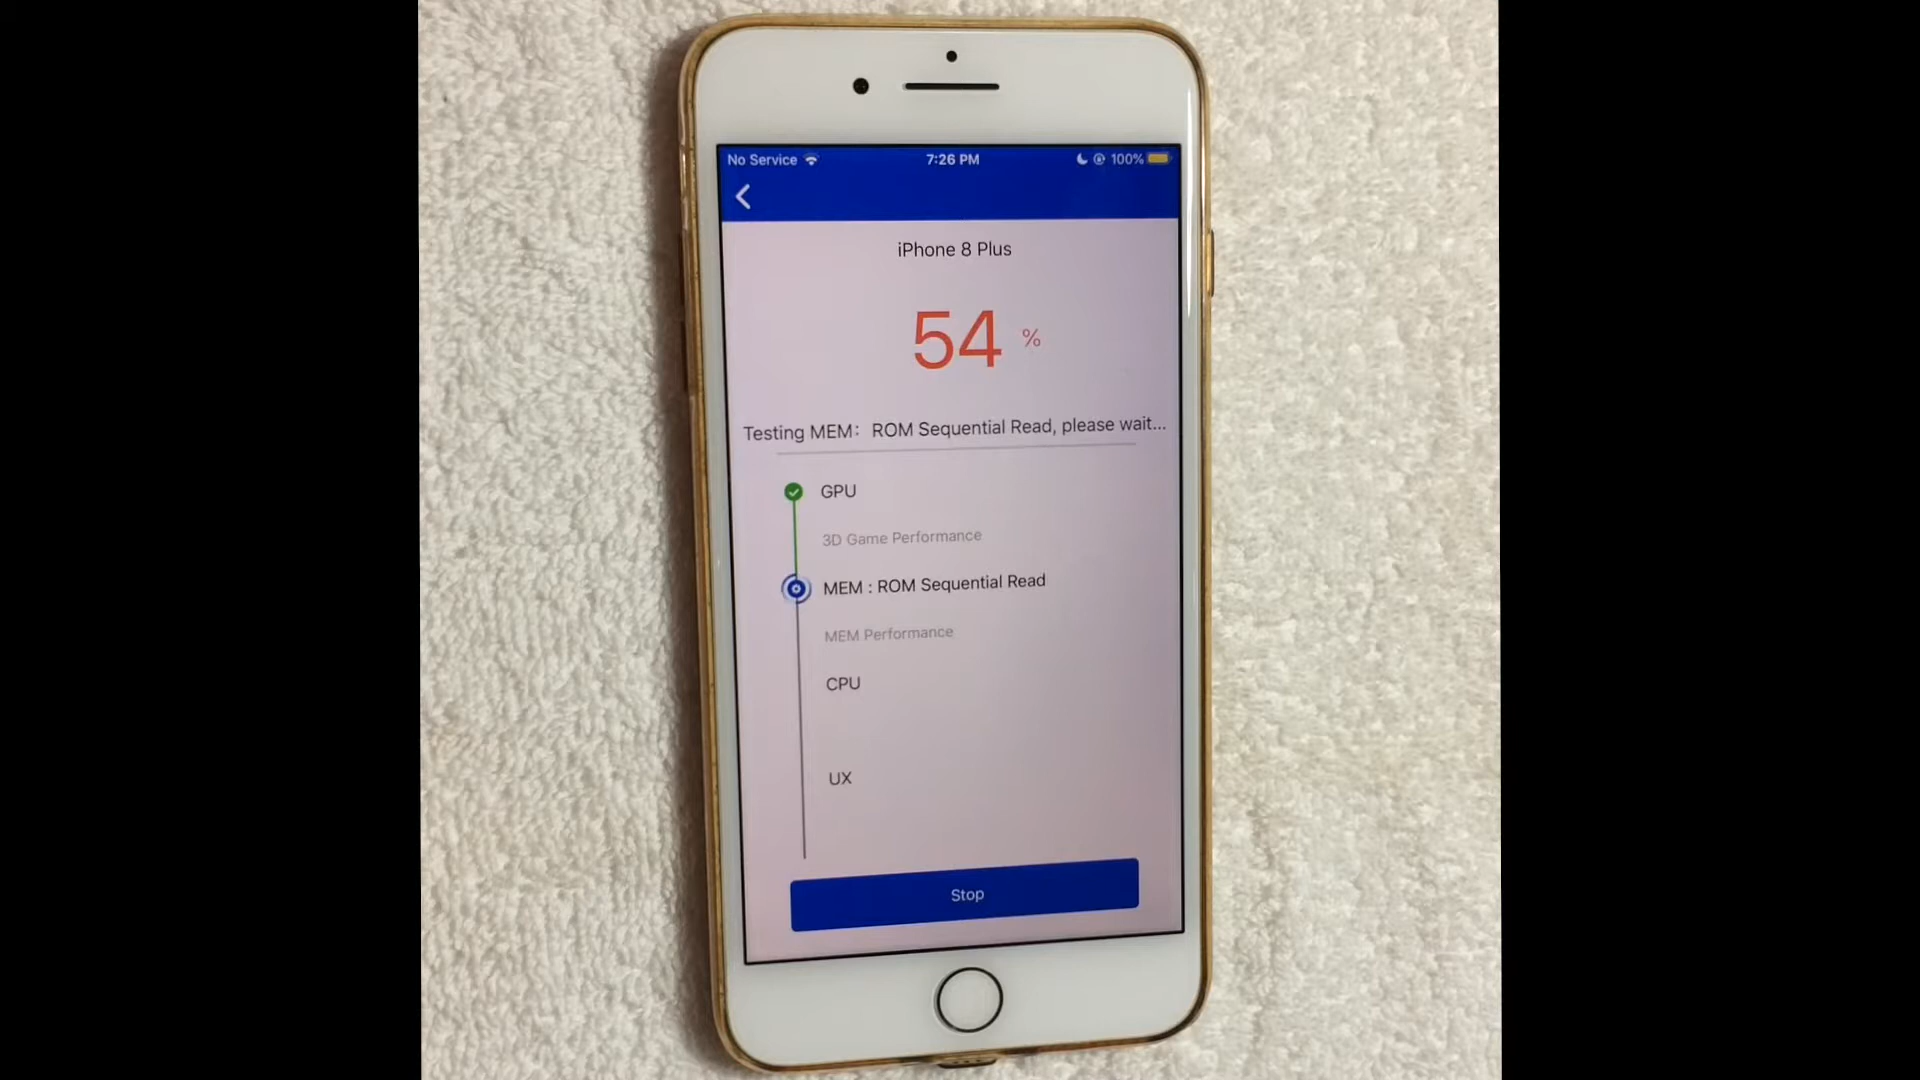 No Service 7:26 PM 100%
iPhone 8 Plus
54 %
Testing MEM: ROM Sequential Read, please wait...
GPU
3D Game Performance
MEM : ROM Sequential Read
MEM Performance
CPU
UX
Stop